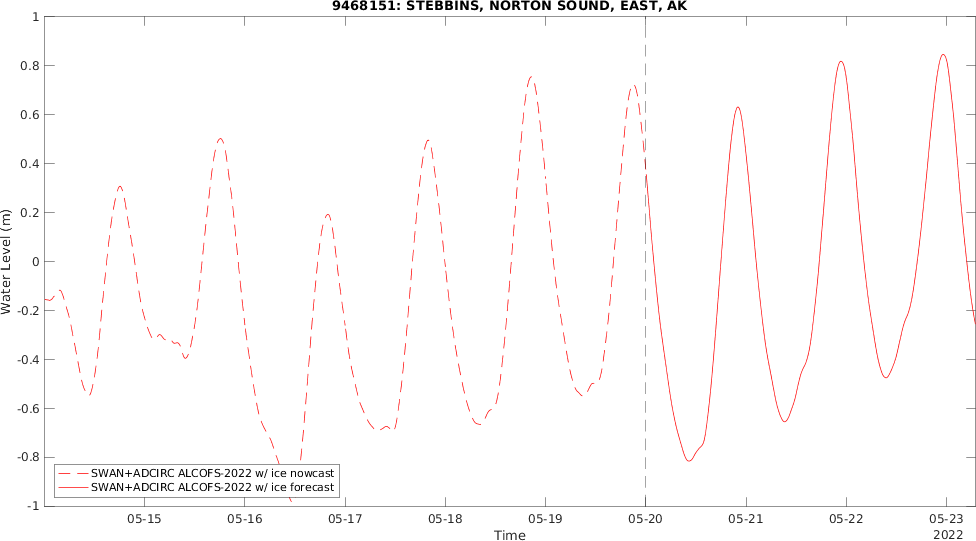 9468151: STEBBINS, NORTON SOUND, EAST, AK
1
0.8
0.6
0.4
0.2
0
-0.2
-0.4
-0.6
-0.8
-1
Water Level (m)
SWAN+ADCIRC ALCOFS-2022 w/ ice nowcast
SWAN+ADCIRC ALCOFS-2022 w/ ice forecast
05-15 05-16 05-17 05-18 05-19 05-20 05-21 05-22 05-23
Time 2022